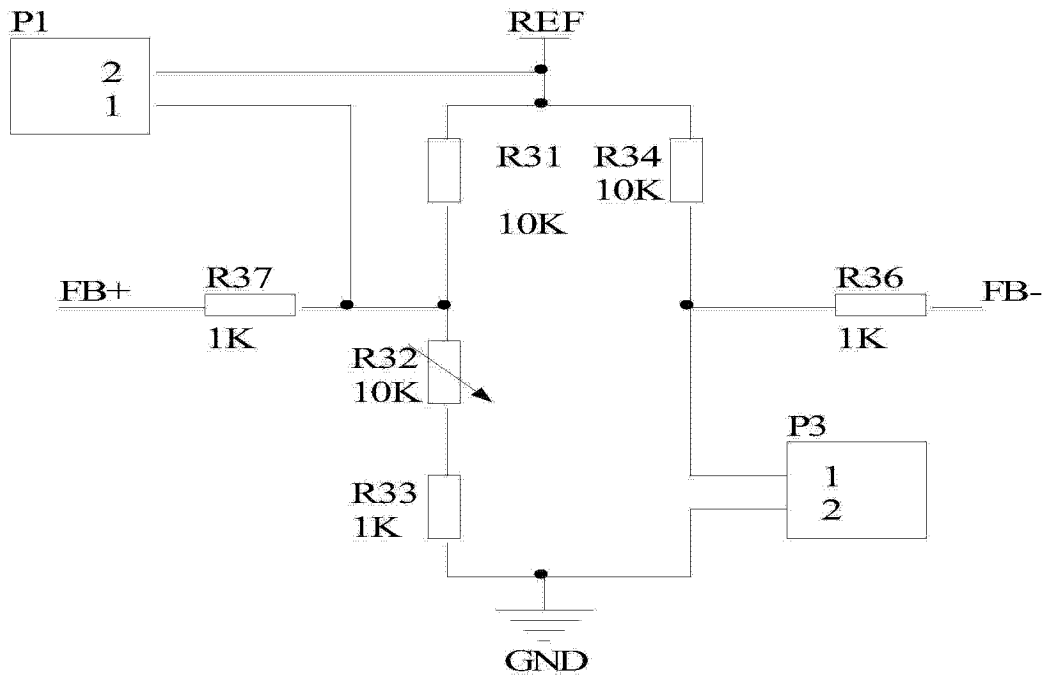 P1
REF
2
1
R31
R34
10K
10K
R37
R36
FB+
FB-
1K
1K
R32
10K
P3
1
R33
2
1K
GND